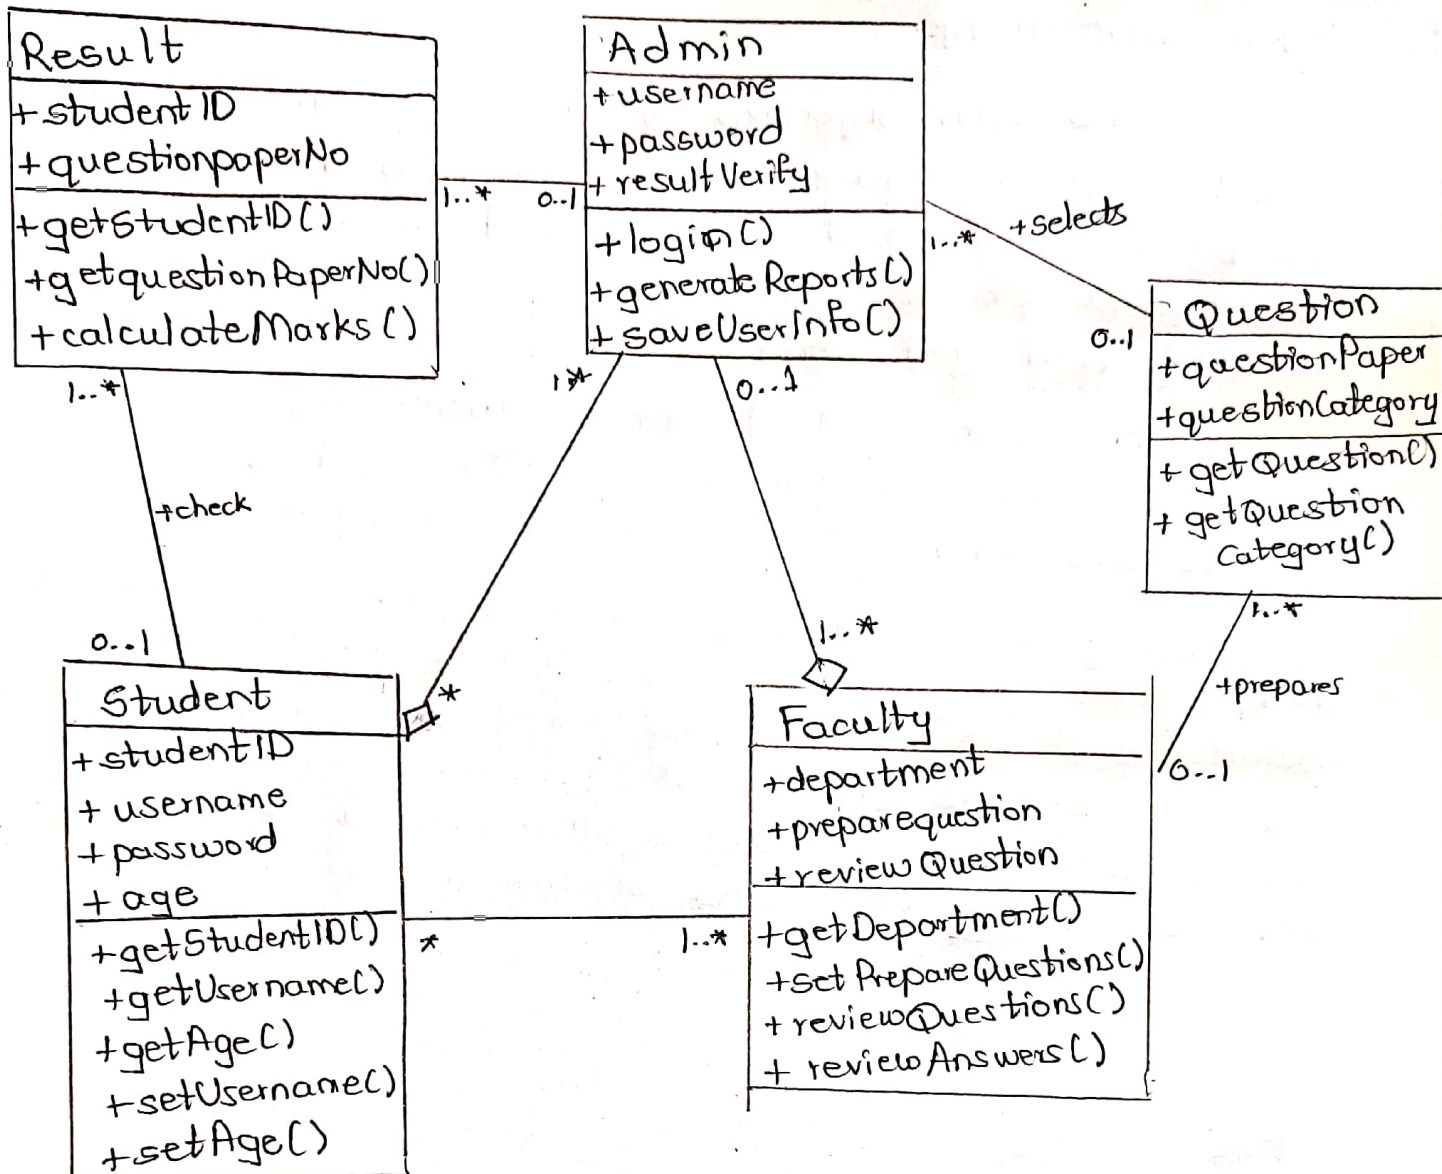 Result
+studentID
+questionpaperNo
+getStudentID()
+getquestionPaperNo()
+calculateMarks()
1..*
0..1
Admin
+username
+password
+resultVerify
+login()
+generateReports()
+saveUserInfo()
1..*
+selects
0..1
Question
+questionPaper
+questionCategory
+getQuestion()
+getQuestion
Category()
1..*
+check
0..1
1..*
*
0..1
1..*
1..*
+prepares
0..1
Student
+studentID
+username
+password
+age
+getStudentID()
+getUsername()
+getAge()
+setUsername()
+setAge()
*
1..*
Faculty
+department
+preparequestion
+reviewQuestion
+getDepartment()
+setPrepareQuestions()
+reviewQuestions()
+reviewAnswers()